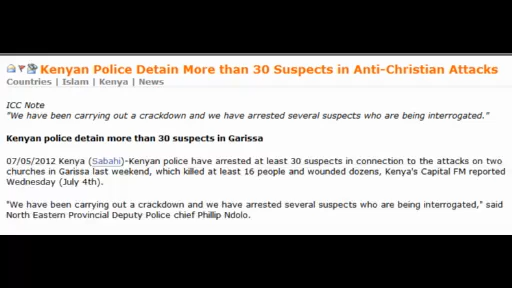 Kenyan Police Detain More than 30 Suspects in Anti-Christian Attacks
Countries | Islam | Kenya | News
ICC Note
"We have been carrying out a crackdown and we have arrested several suspects who are being interrogated."
Kenyan police detain more than 30 suspects in Garissa
07/05/2012 Kenya (Sabahi)-Kenyan police have arrested at least 30 suspects in connection to the attacks on two
churches in Garissa last weekend, which killed at least 16 people and wounded dozens, Kenya's Capital FM reported
Wednesday (July 4th).
"We have been carrying out a crackdown and we have arrested several suspects who are being interrogated," said
North Eastern Provincial Deputy Police chief Phillip Ndolo.